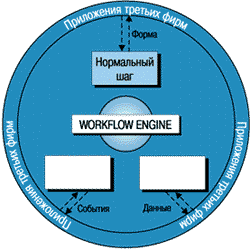 Приложения третьих фирм
Форма
Нормальный
шаг
WORKFLOW ENGINE
События
Данные
Приложения третьих фирм
Приложения третьих фирм